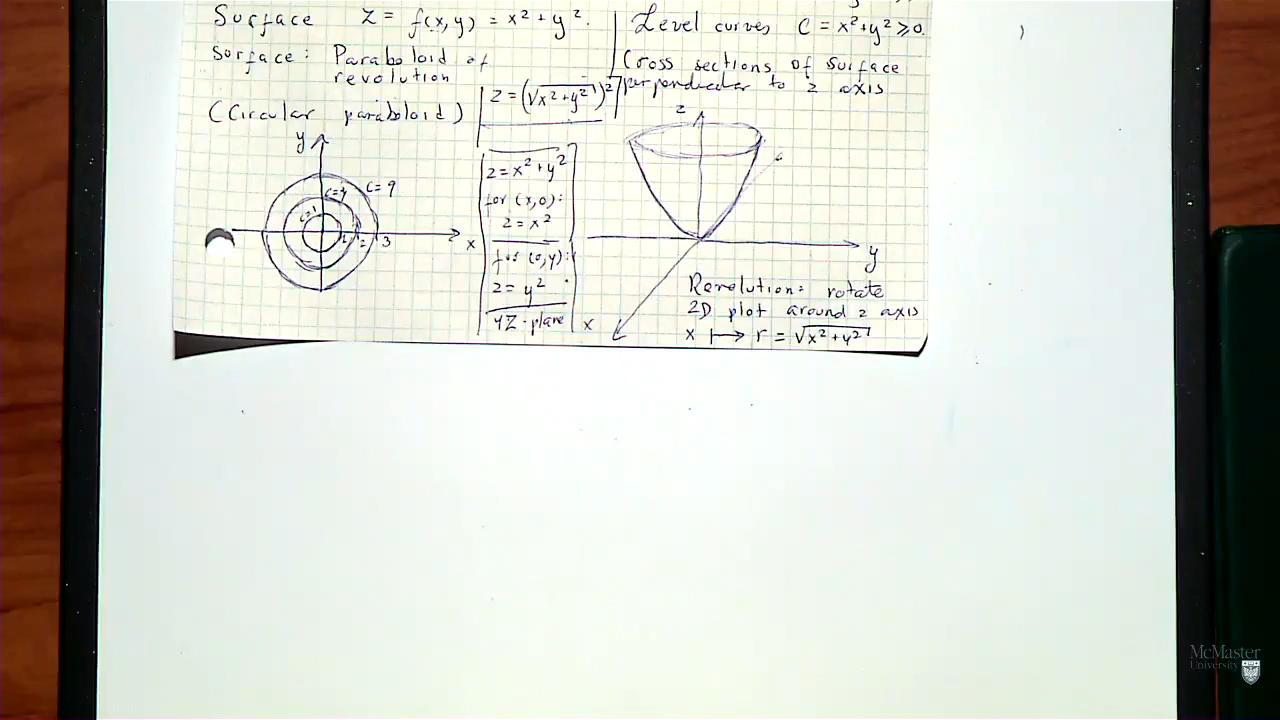 Surface z = f(x,y) = x² + y².
Surface: Paraboloid of
revolution
(Circular paraboloid)
z = (√x²+y²)²
Level curves C = x²+y² ≥ 0.
Cross sections of surface
perpendicular to z axis
y
C=9
C=4
C=1
1 2 3
x
z = x² + y²
for (x,0):
z = x²
for (0,y):
z = y²
YZ-plane
z
y
x
Revolution: rotate
2D plot around z axis
x ↦ r = √x²+y²
McMaster
University